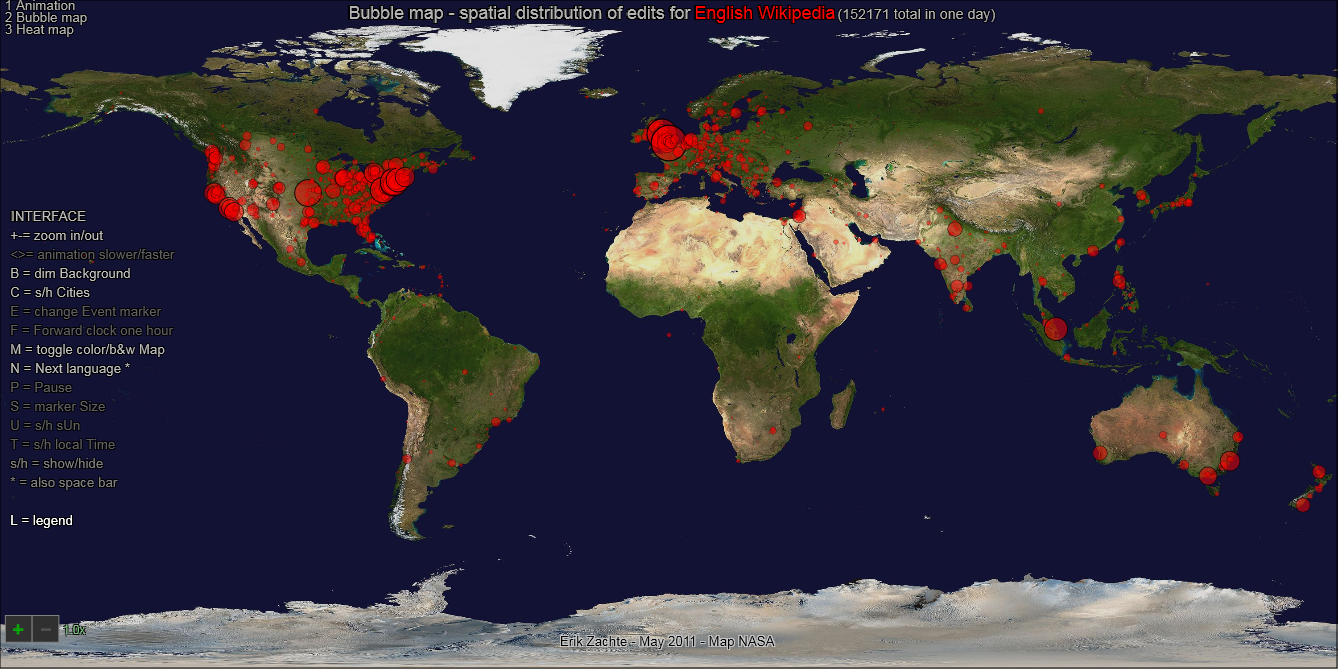 1 Animation
2 Bubble map
3 Heat map
Bubble map - spatial distribution of edits for English Wikipedia (152171 total in one day)
INTERFACE
+-= zoom in/out
<>= animation slower/faster
B = dim Background
C = s/h Cities
E = change Event marker
F = Forward clock one hour
M = toggle color/b&w Map
N = Next language *
P = Pause
S = marker Size
U = s/h sUn
T = s/h local Time
s/h = show/hide
* = also space bar
L = legend
+ − 1.0x
Erik Zachte - May 2011 - Map NASA